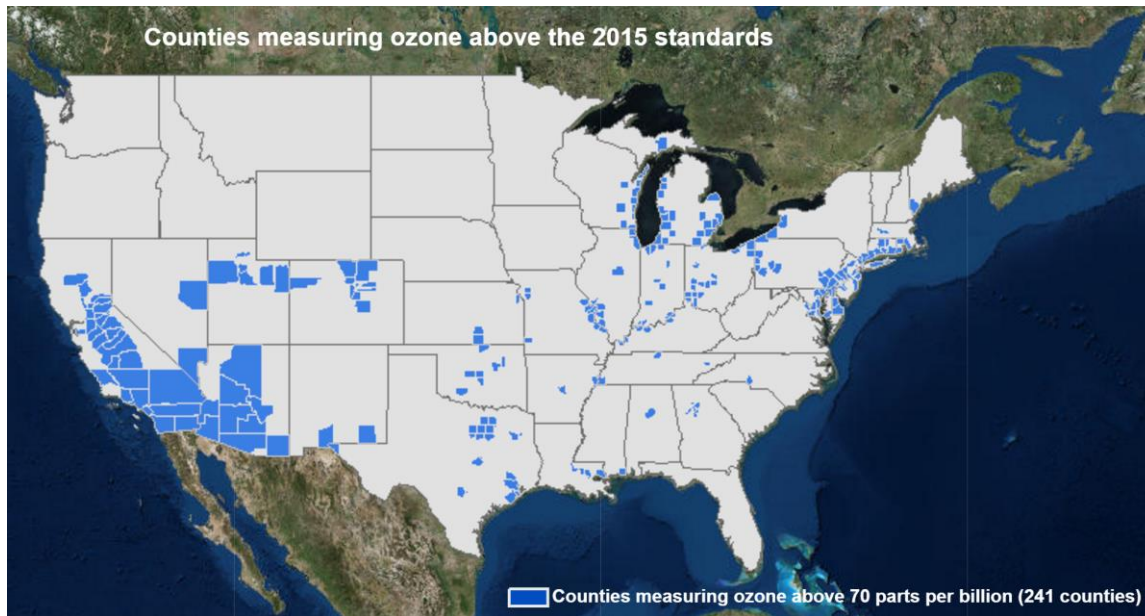 Counties measuring ozone above the 2015 standards
Counties measuring ozone above 70 parts per billion (241 counties)